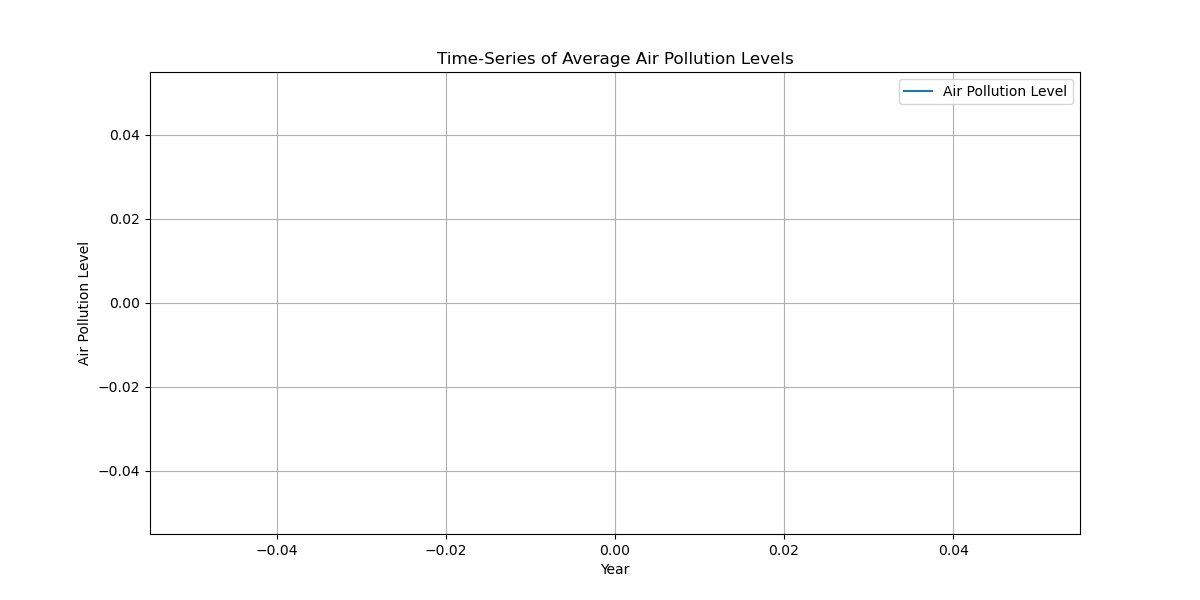 Time-Series of Average Air Pollution Levels
Air Pollution Level
0.04
0.02
0.00
−0.02
−0.04
Air Pollution Level
−0.04 −0.02 0.00 0.02 0.04
Year